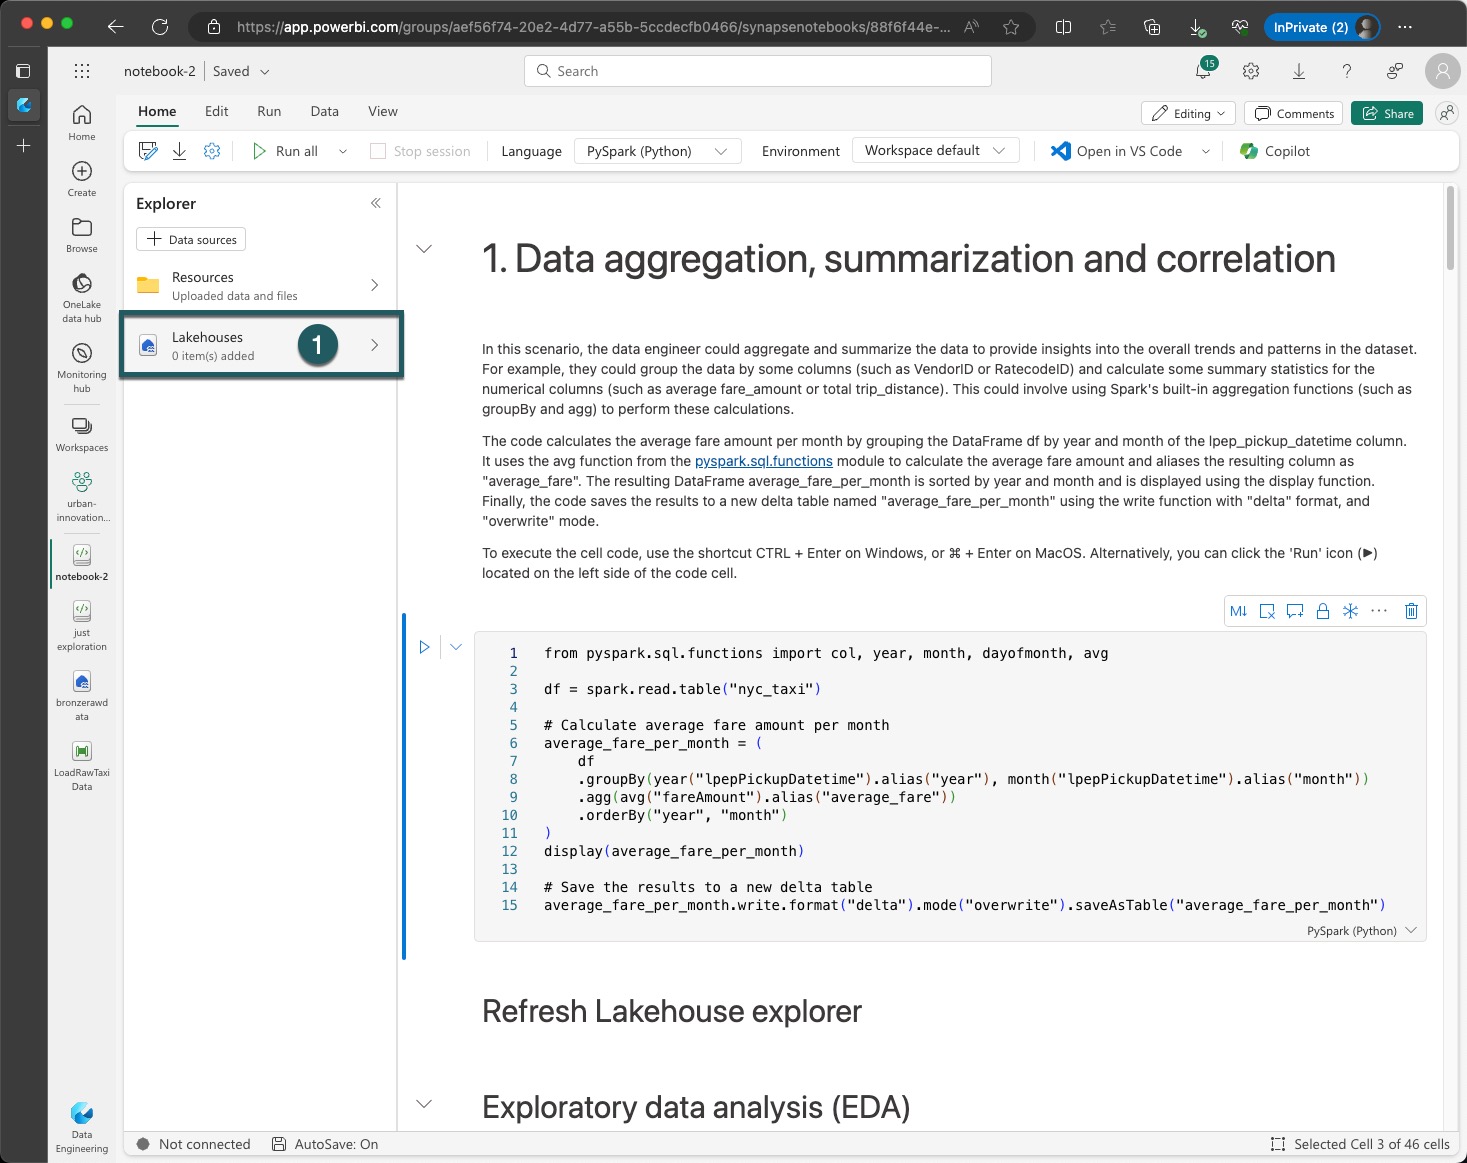 https://app.powerbi.com/groups/aef56f74-20e2-4d77-a55b-5ccdecfb0466/synapsenotebooks/88f6f44e-...
InPrivate (2)
notebook-2
Saved
Search
15
Home
Edit
Run
Data
View
Editing
Comments
Share
Run all
Stop session
Language
PySpark (Python)
Environment
Workspace default
Open in VS Code
Copilot
Home
Create
Browse
OneLake
data hub
Monitoring
hub
Workspaces
urban-
innovation...
notebook-2
just
exploration
bronzerawd
ata
LoadRawTaxi
Data
Data
Engineering
Explorer
Data sources
Resources
Uploaded data and files
Lakehouses
0 item(s) added
1
1. Data aggregation, summarization and correlation
In this scenario, the data engineer could aggregate and summarize the data to provide insights into the overall trends and patterns in the dataset.
For example, they could group the data by some columns (such as VendorID or RatecodeID) and calculate some summary statistics for the
numerical columns (such as average fare_amount or total trip_distance). This could involve using Spark's built-in aggregation functions (such as
groupBy and agg) to perform these calculations.
The code calculates the average fare amount per month by grouping the DataFrame df by year and month of the lpep_pickup_datetime column.
It uses the avg function from the pyspark.sql.functions module to calculate the average fare amount and aliases the resulting column as
"average_fare". The resulting DataFrame average_fare_per_month is sorted by year and month and is displayed using the display function.
Finally, the code saves the results to a new delta table named "average_fare_per_month" using the write function with "delta" format, and
"overwrite" mode.
To execute the cell code, use the shortcut CTRL + Enter on Windows, or ⌘ + Enter on MacOS. Alternatively, you can click the 'Run' icon (▶)
located on the left side of the code cell.
M↓
1 from pyspark.sql.functions import col, year, month, dayofmonth, avg
2
3 df = spark.read.table("nyc_taxi")
4
5 # Calculate average fare amount per month
6 average_fare_per_month = (
7 df
8 .groupBy(year("lpepPickupDatetime").alias("year"), month("lpepPickupDatetime").alias("month"))
9 .agg(avg("fareAmount").alias("average_fare"))
10 .orderBy("year", "month")
11 )
12 display(average_fare_per_month)
13
14 # Save the results to a new delta table
15 average_fare_per_month.write.format("delta").mode("overwrite").saveAsTable("average_fare_per_month")
PySpark (Python)
Refresh Lakehouse explorer
Exploratory data analysis (EDA)
Not connected
AutoSave: On
Selected Cell 3 of 46 cells